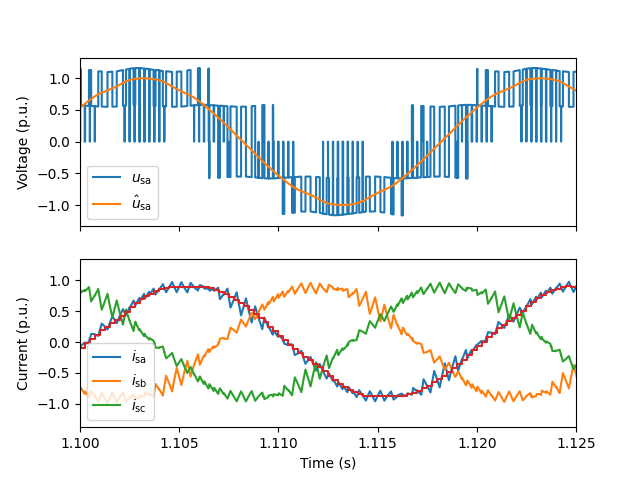 1.0
0.5
0.0
−0.5
−1.0
Voltage (p.u.)
u_sa
û_sa
1.0
0.5
0.0
−0.5
−1.0
Current (p.u.)
i_sa
i_sb
i_sc
1.100 1.105 1.110 1.115 1.120 1.125
Time (s)